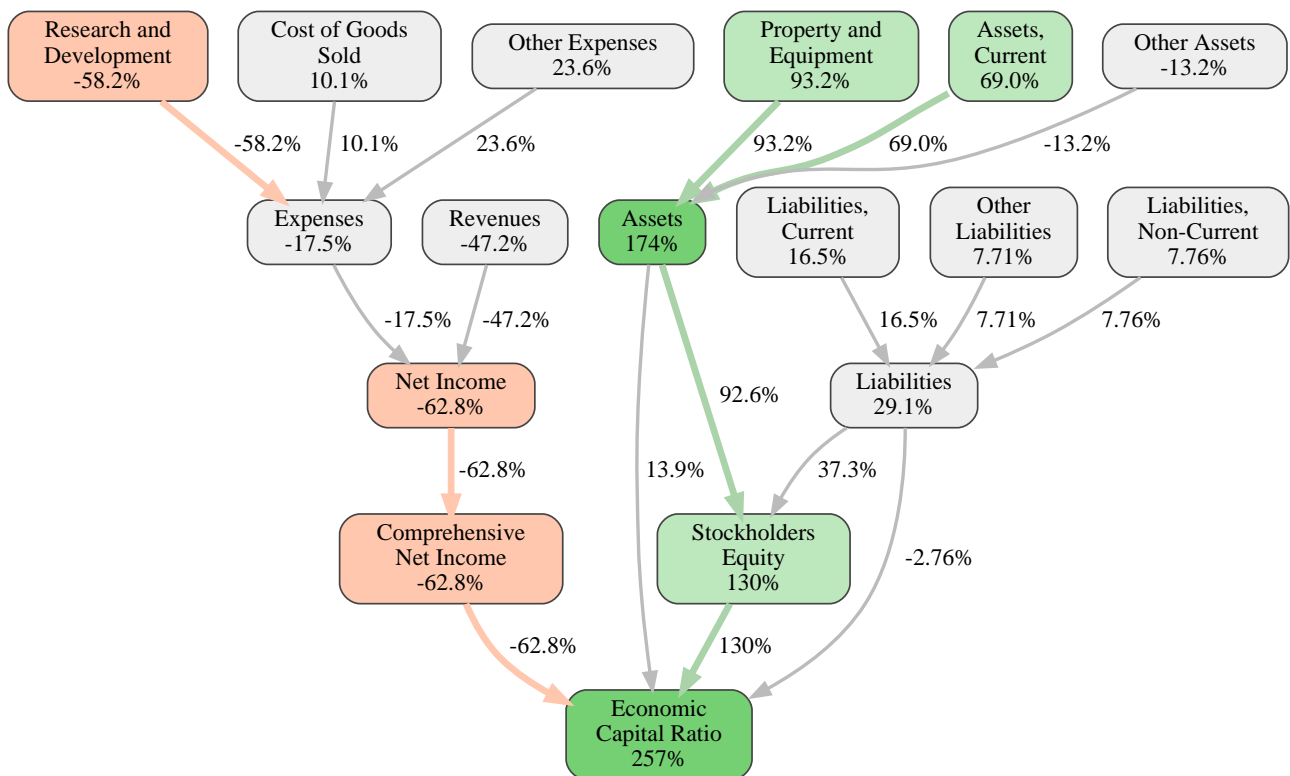 Research and
Development
-58.2%
Cost of Goods
Sold
10.1%
Other Expenses
23.6%
Property and
Equipment
93.2%
Assets,
Current
69.0%
Other Assets
-13.2%
-58.2%
10.1%
23.6%
93.2%
69.0%
-13.2%
Expenses
-17.5%
Revenues
-47.2%
Assets
174%
Liabilities,
Current
16.5%
Other
Liabilities
7.71%
Liabilities,
Non-Current
7.76%
-17.5%
-47.2%
16.5%
7.71%
7.76%
Net Income
-62.8%
92.6%
Liabilities
29.1%
-62.8%
13.9%
37.3%
Comprehensive
Net Income
-62.8%
Stockholders
Equity
130%
-2.76%
-62.8%
130%
Economic
Capital Ratio
257%